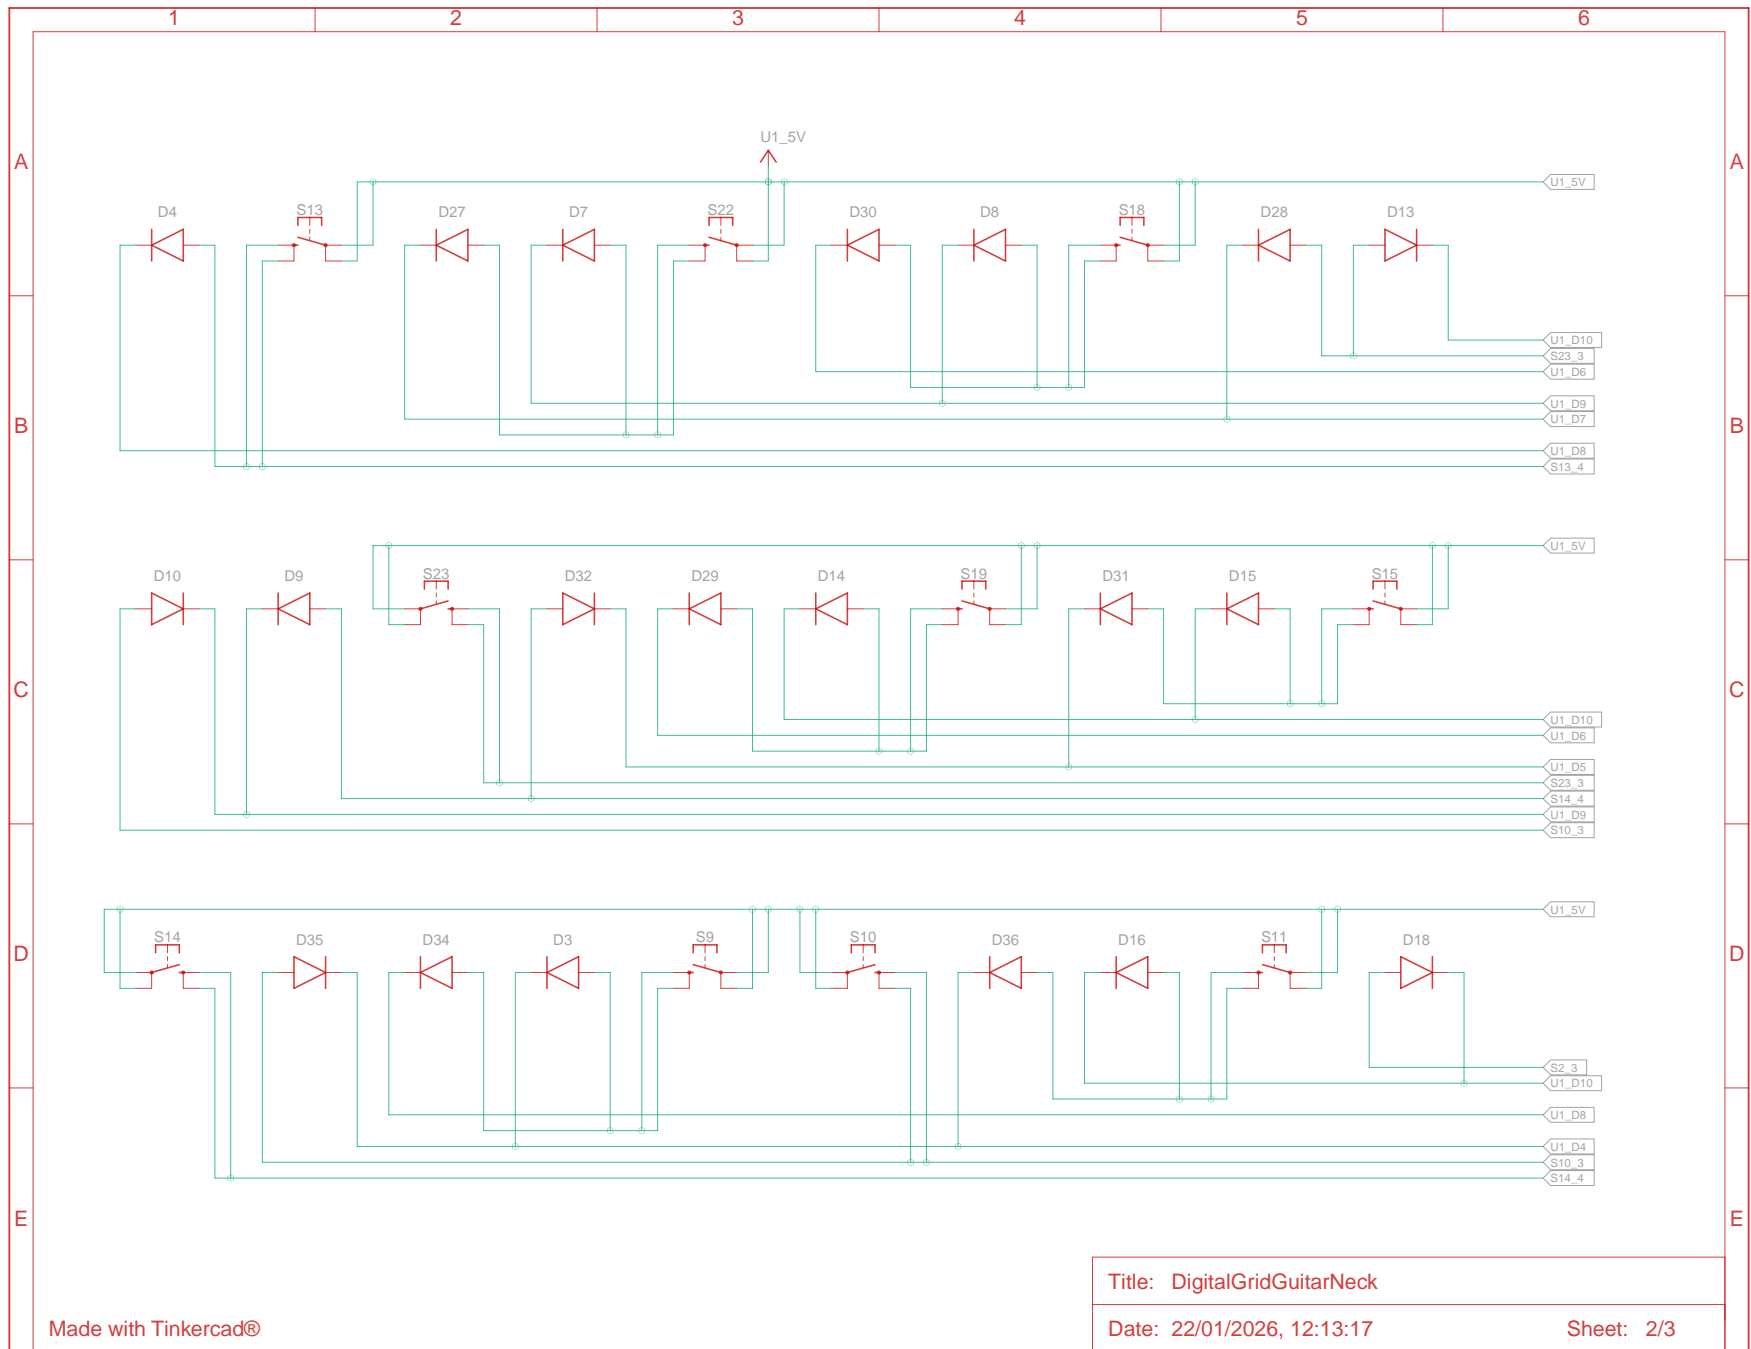 1 2 3 4 5 6
U1_5V
A A
U1_5V
D4 S13 D27 D7 S22 D30 D8 S18 D28 D13
U1_D10
S23_3
U1_D6
U1_D9
B B
U1_D7
U1_D8
S13_4
U1_5V
D10 D9 S23 D32 D29 D14 S19 D31 D15 S15
C C
U1_D10
U1_D6
U1_D5
S23_3
S14_4
U1_D9
S10_3
U1_5V
S14 D35 D34 D3 S9 S10 D36 D16 S11 D18
D D
S2_3
U1_D10
U1_D8
U1_D4
S10_3
S14_4
E E
Title: DigitalGridGuitarNeck
Made with Tinkercad®
Date: 22/01/2026, 12:13:17 Sheet: 2/3